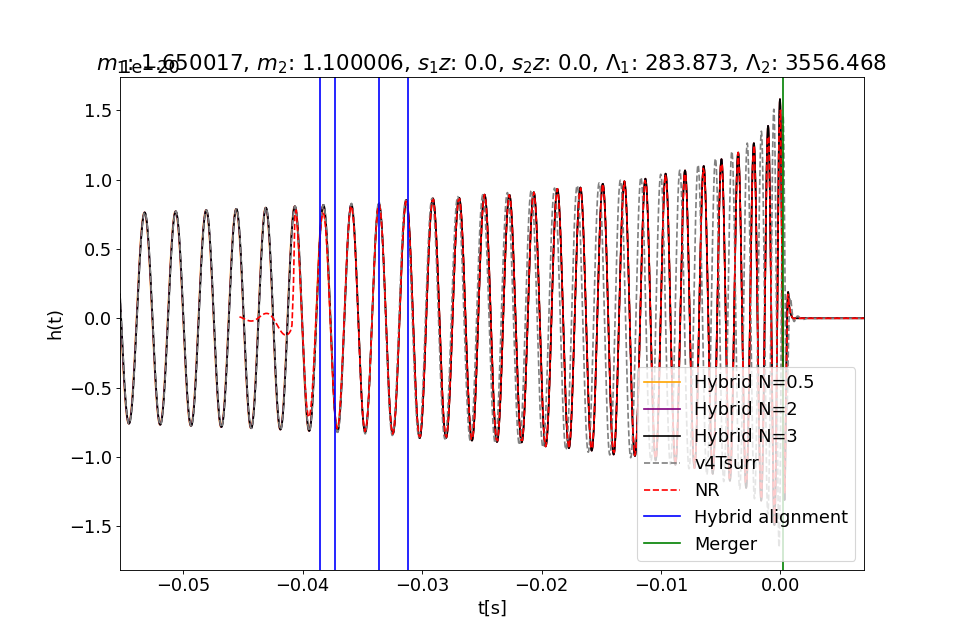 m₁: 1.650017, m₂: 1.100006, s₁z: 0.0, s₂z: 0.0, Λ₁: 283.873, Λ₂: 3556.468
1e−20
1.5
1.0
0.5
0.0
−0.5
−1.0
−1.5
h(t)
Hybrid N=0.5
Hybrid N=2
Hybrid N=3
v4Tsurr
NR
Hybrid alignment
Merger
−0.05
−0.04
−0.03
−0.02
−0.01
0.00
t[s]